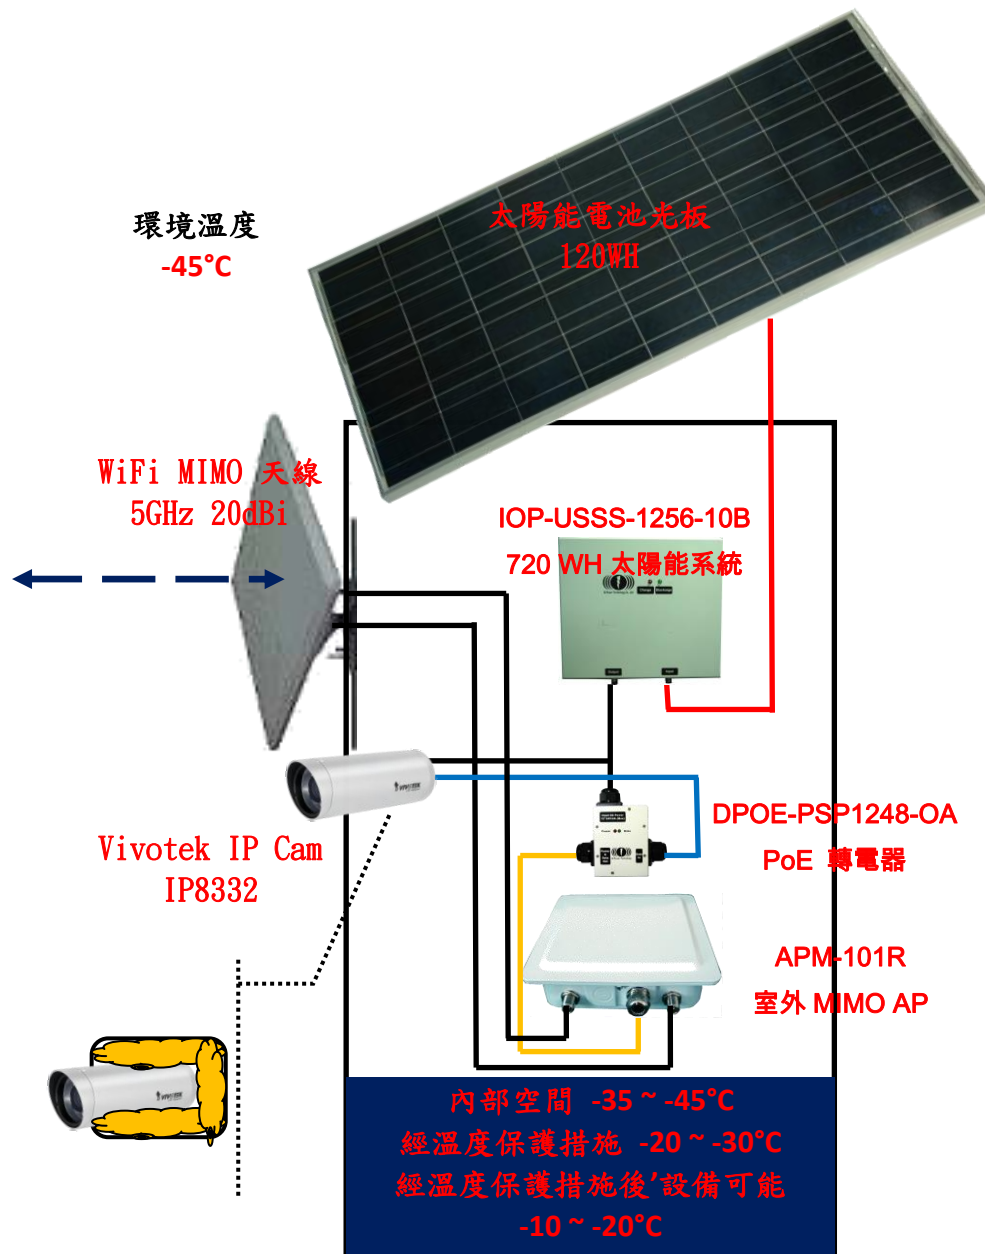 太陽能電池光板
120WH
環境溫度
-45°C
WiFi MIMO 天線
5GHz 20dBi
IOP-USSS-1256-10B
720 WH 太陽能系統
Vivotek IP Cam
IP8332
DPOE-PSP1248-OA
PoE 轉電器
APM-101R
室外 MIMO AP
VIVOTEK
內部空間 -35 ~ -45°C
經溫度保護措施 -20 ~ -30°C
經溫度保護措施後’設備可能
-10 ~ -20°C